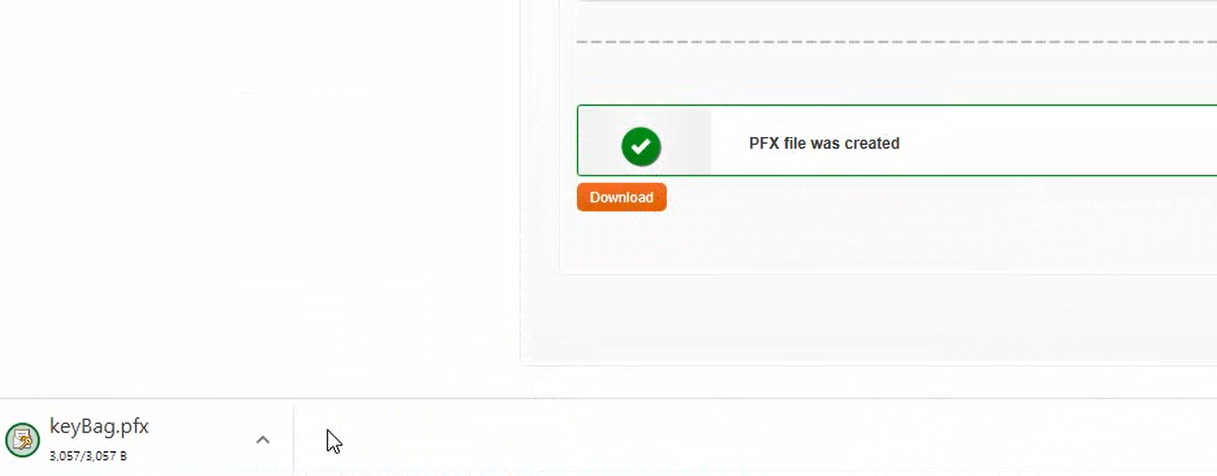 PFX file was created
Download
keyBag.pfx
3,057/3,057 B